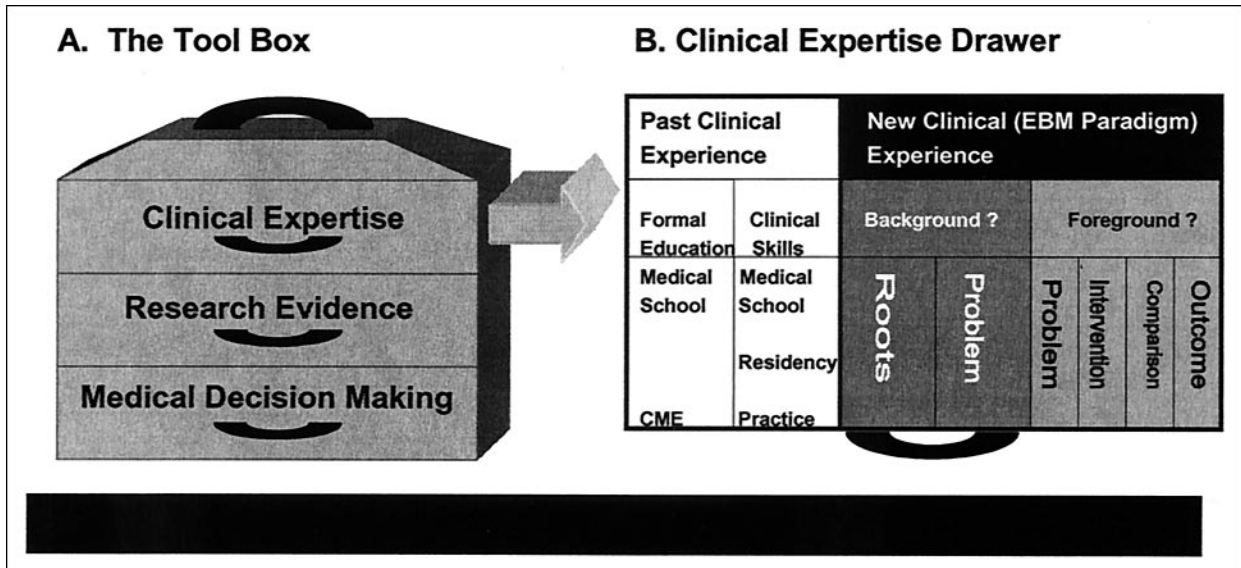 A. The Tool Box
Clinical Expertise
Research Evidence
Medical Decision Making
B. Clinical Expertise Drawer
Past Clinical
Experience
New Clinical (EBM Paradigm)
Experience
Formal
Education
Clinical
Skills
Background ?
Foreground ?
Medical
School
CME
Medical
School
Residency
Practice
Roots
Problem
Problem
Intervention
Comparison
Outcome